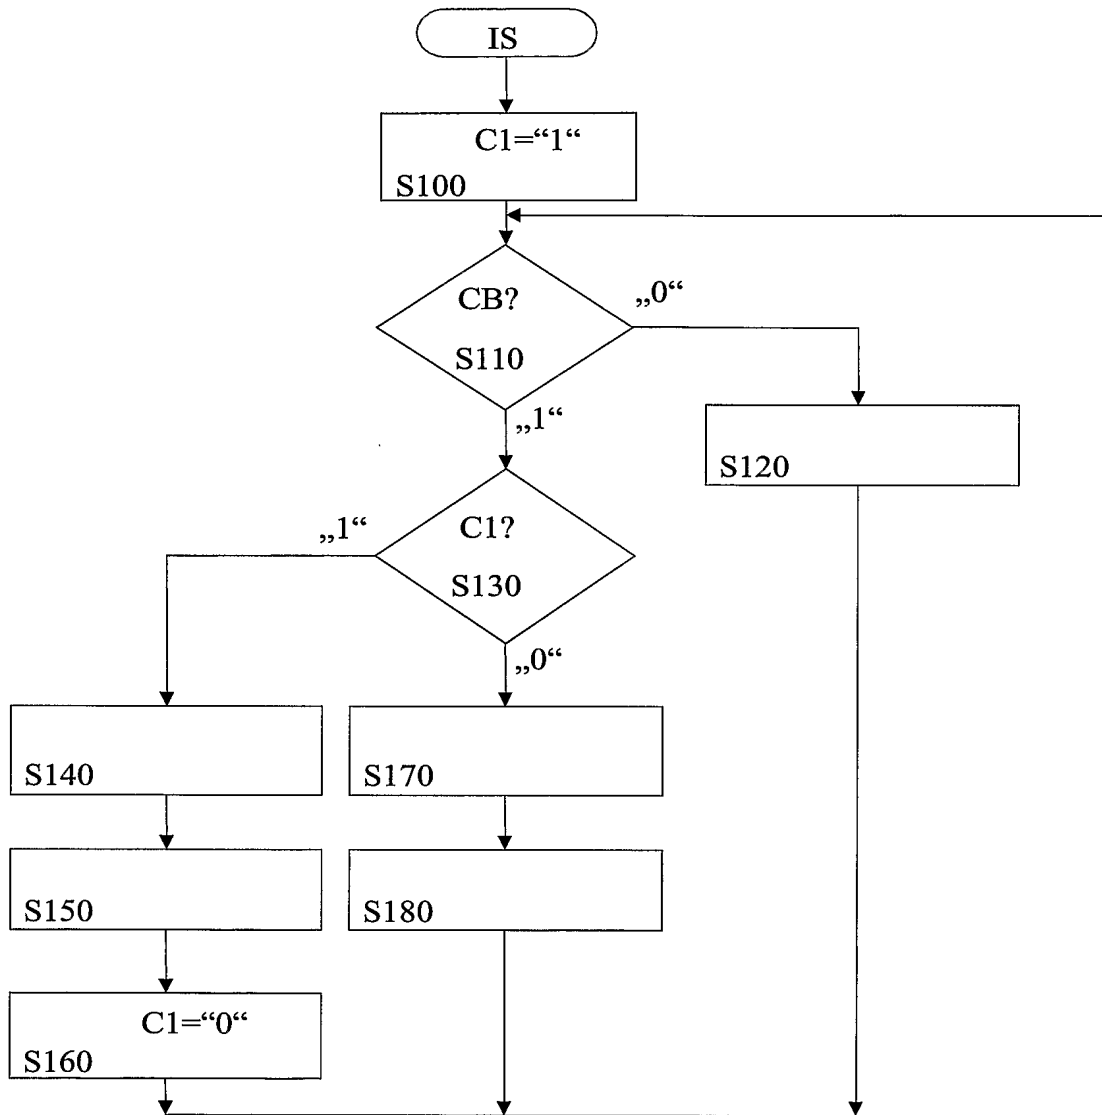 IS
C1=“1“
S100
CB?
„0“
S110
„1“
S120
C1?
„1“
S130
„0“
S140
S170
S150
S180
C1=“0“
S160